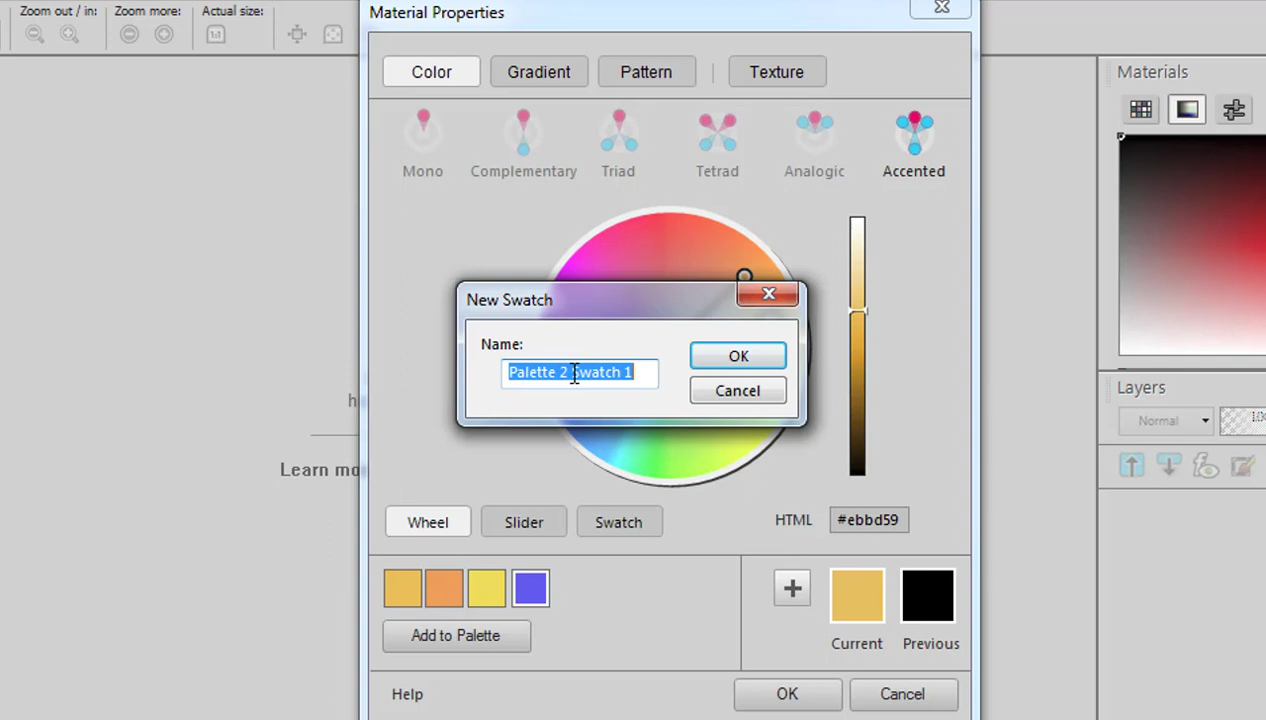 Zoom out / in: Zoom more: Actual size:
1:1
Material Properties
Color Gradient Pattern Texture
Materials
Mono Complementary Triad Tetrad Analogic Accented
New Swatch
Name:
Palette 2 Swatch 1
OK
Cancel
Layers
Normal
Learn mo
Wheel Slider Swatch HTML #ebbd59
Add to Palette
Current Previous
Help OK Cancel